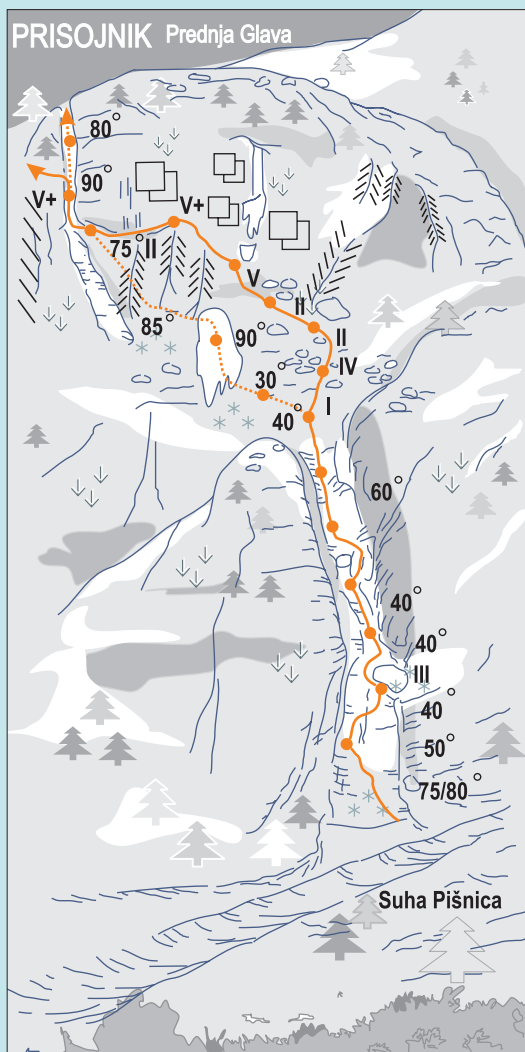 PRISOJNIK Prednja Glava
80°
90°
V+
V+
75° II
V
85°
II
90°
II
IV
30°
I
40°
60°
40°
40°
III
40°
50°
75/80°
Suha Pišnica